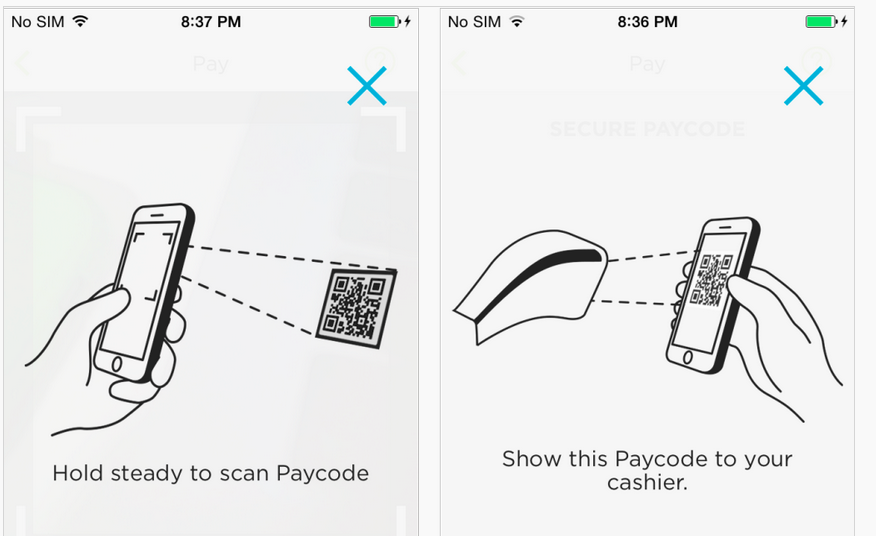 No SIM 8:37 PM
Pay
Hold steady to scan Paycode
No SIM 8:36 PM
Pay
SECURE PAYCODE
Show this Paycode to your
cashier.